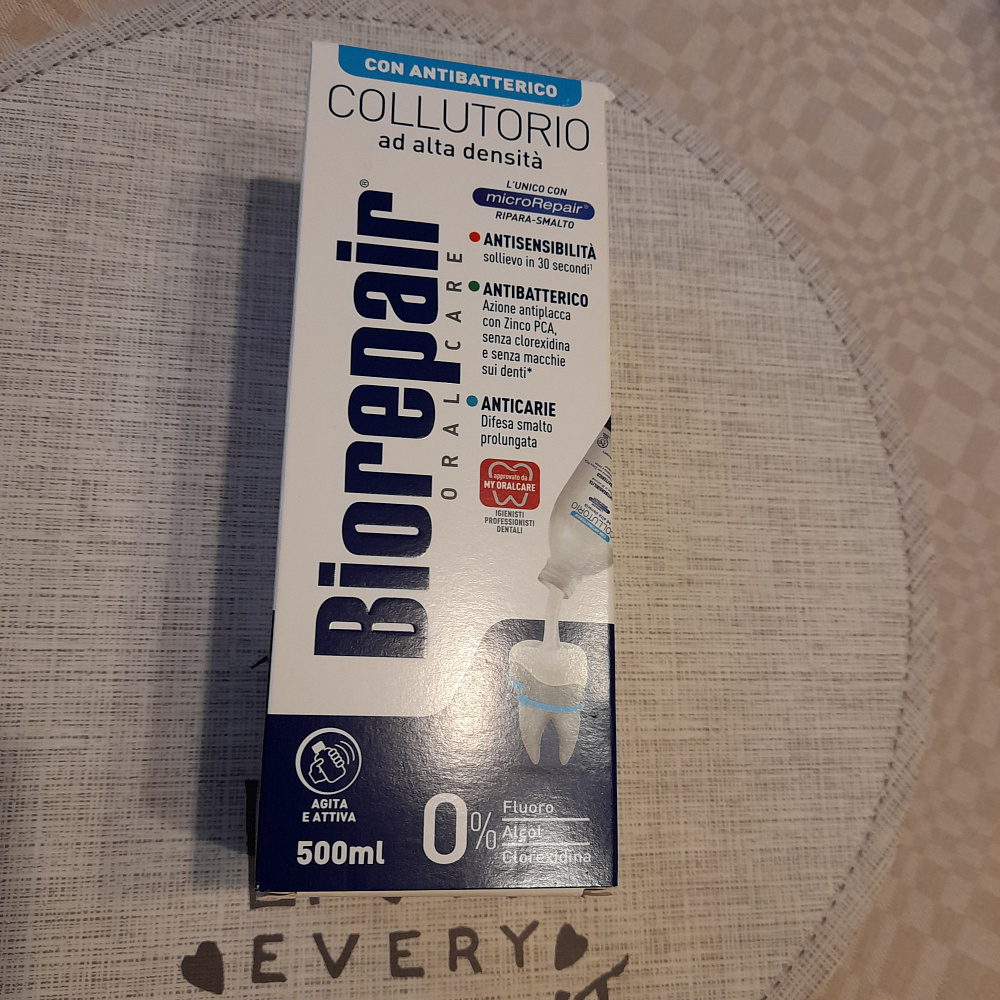 CON ANTIBATTERICO
COLLUTORIO
ad alta densità
Biorepair®
ORAL CARE
L'UNICO CON
microRepair®
RIPARA-SMALTO
ANTISENSIBILITÀ
sollievo in 30 secondi¹
ANTIBATTERICO
Azione antiplacca
con Zinco PCA,
senza clorexidina
e senza macchie
sui denti*
ANTICARIE
Difesa smalto
prolungata
approvato da
MY ORALCARE
IGIENISTI
PROFESSIONISTI
DENTALI
COLLUTORIO
AGITA
E ATTIVA
500ml
0%
Fluoro
Alcol
Clorexidina
EVERY